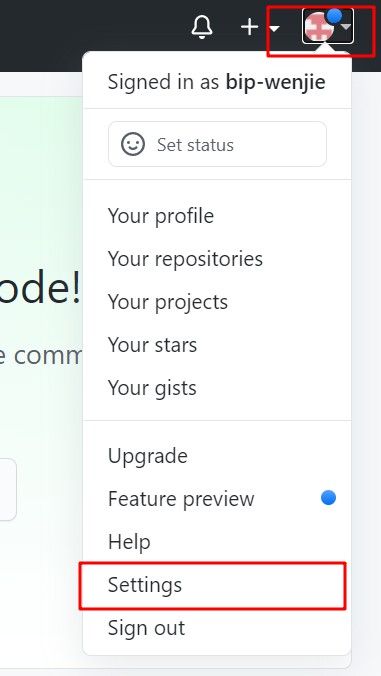 Signed in as bip-wenjie
Set status
Your profile
Your repositories
ode!
Your projects
e comm
Your stars
Your gists
Upgrade
Feature preview
Help
Settings
Sign out